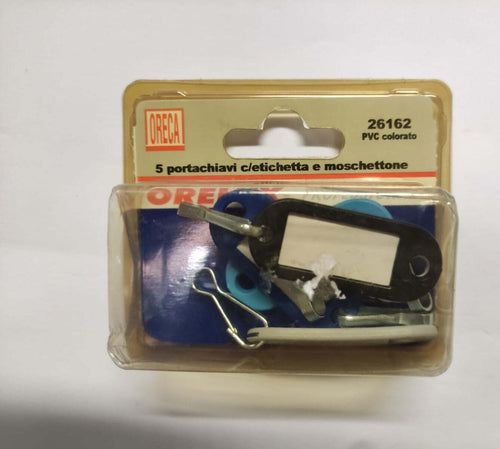 ORECA
26162
PVC colorato
5 portachiavi c/etichetta e moschettone